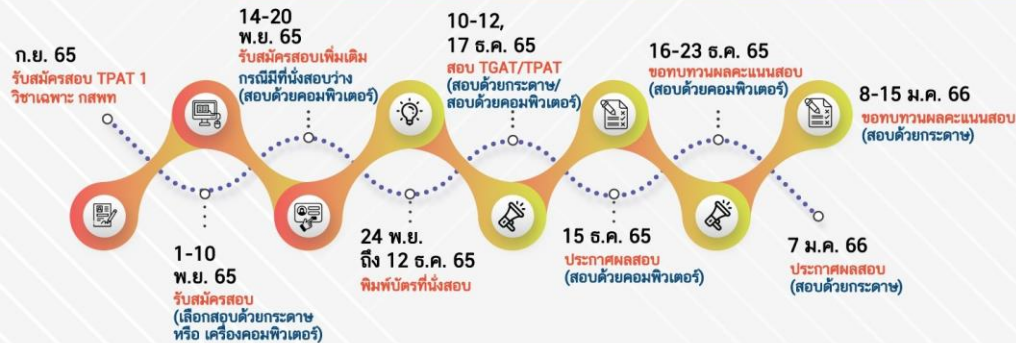 ก.ย. 65
รับสมัครสอบ TPAT 1
วิชาเฉพาะ กสพท
1-10
พ.ย. 65
รับสมัครสอบ
(เลือกสอบด้วยกระดาษ
หรือ เครื่องคอมพิวเตอร์)
14-20
พ.ย. 65
รับสมัครสอบเพิ่มเติม
กรณีมีที่นั่งสอบว่าง
(สอบด้วยคอมพิวเตอร์)
24 พ.ย.
ถึง 12 ธ.ค. 65
พิมพ์บัตรที่นั่งสอบ
10-12,
17 ธ.ค. 65
สอบ TGAT/TPAT
(สอบด้วยกระดาษ/
สอบด้วยคอมพิวเตอร์)
15 ธ.ค. 65
ประกาศผลสอบ
(สอบด้วยคอมพิวเตอร์)
16-23 ธ.ค. 65
ขอทบทวนผลคะแนนสอบ
(สอบด้วยคอมพิวเตอร์)
7 ม.ค. 66
ประกาศผลสอบ
(สอบด้วยกระดาษ)
8-15 ม.ค. 66
ขอทบทวนผลคะแนนสอบ
(สอบด้วยกระดาษ)